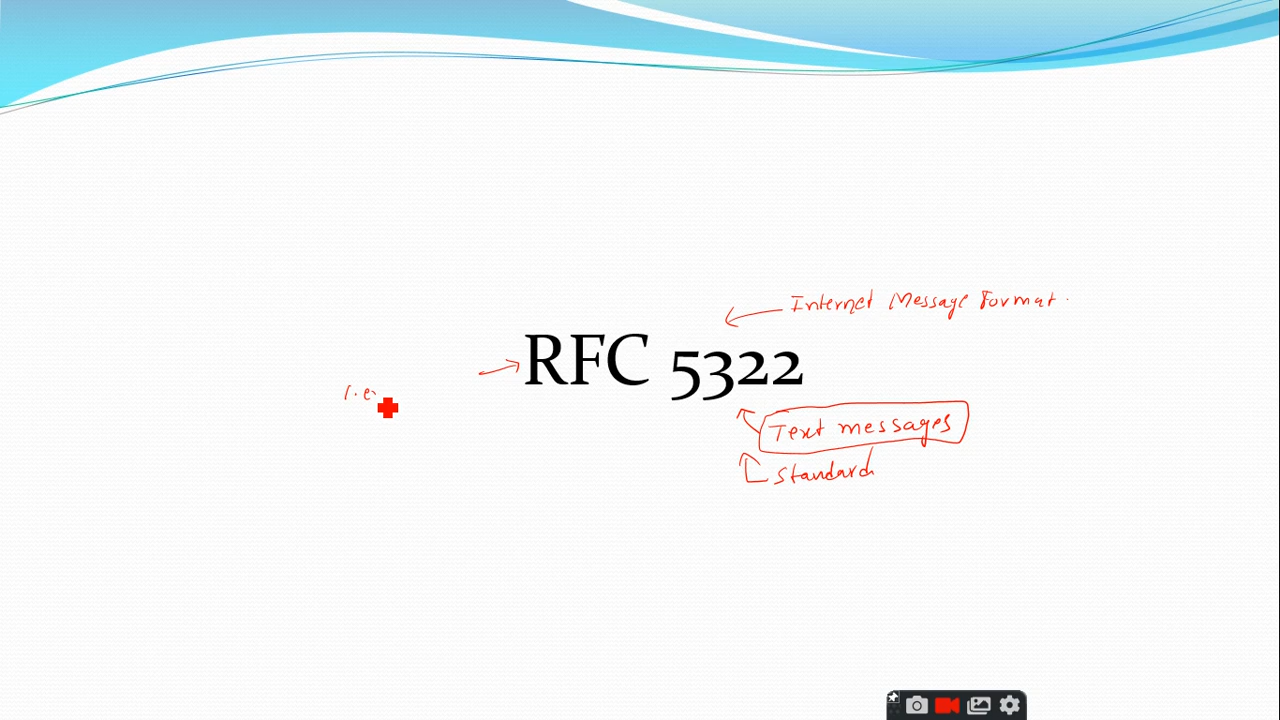 Internet Message Format.
RFC 5322
i.e.
Text messages
Standard